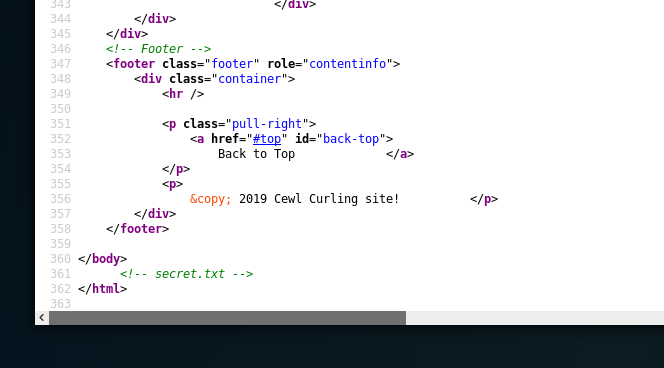 343 </div>
344 </div>
345 </div>
346 <!-- Footer -->
347 <footer class="footer" role="contentinfo">
348 <div class="container">
349 <hr />
350
351 <p class="pull-right">
352 <a href="#top" id="back-top">
353 Back to Top </a>
354 </p>
355 <p>
356 &copy; 2019 Cewl Curling site! </p>
357 </div>
358 </footer>
359
360 </body>
361 <!-- secret.txt -->
362 </html>
363